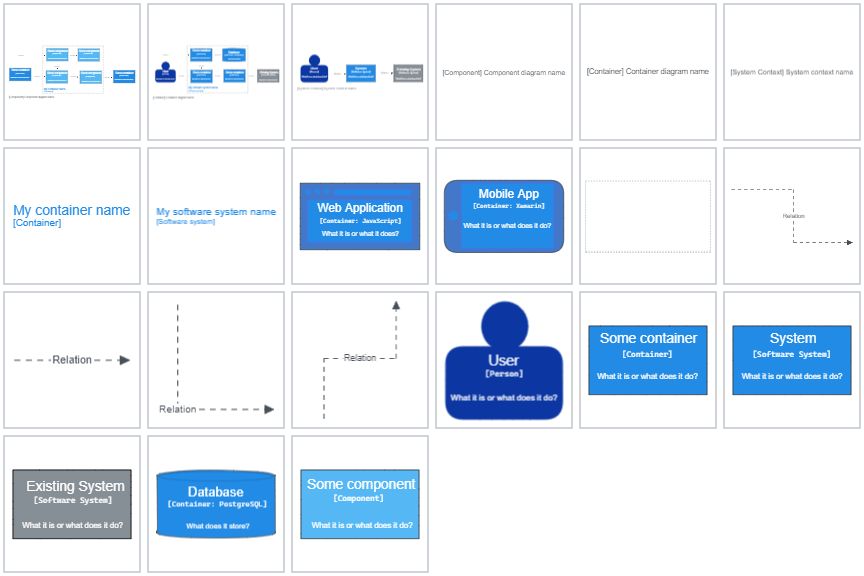 [Component] Component diagram name
[Container] Container diagram name
[System Context] System context name
My container name
[Container]
My software system name
[Software system]
Web Application
[Container: JavaScript]
What it is or what it does?
Mobile App
[Container: Xamarin]
What it is or what does it do?
Relation
Relation
Relation
Relation
User
[Person]
What it is or what does it do?
Some container
[Container]
What it is or what does it do?
System
[Software System]
What it is or what does it do?
Existing System
[Software System]
What it is or what does it do?
Database
[Container: PostgreSQL]
What does it store?
Some component
[Component]
What it is or what does it do?